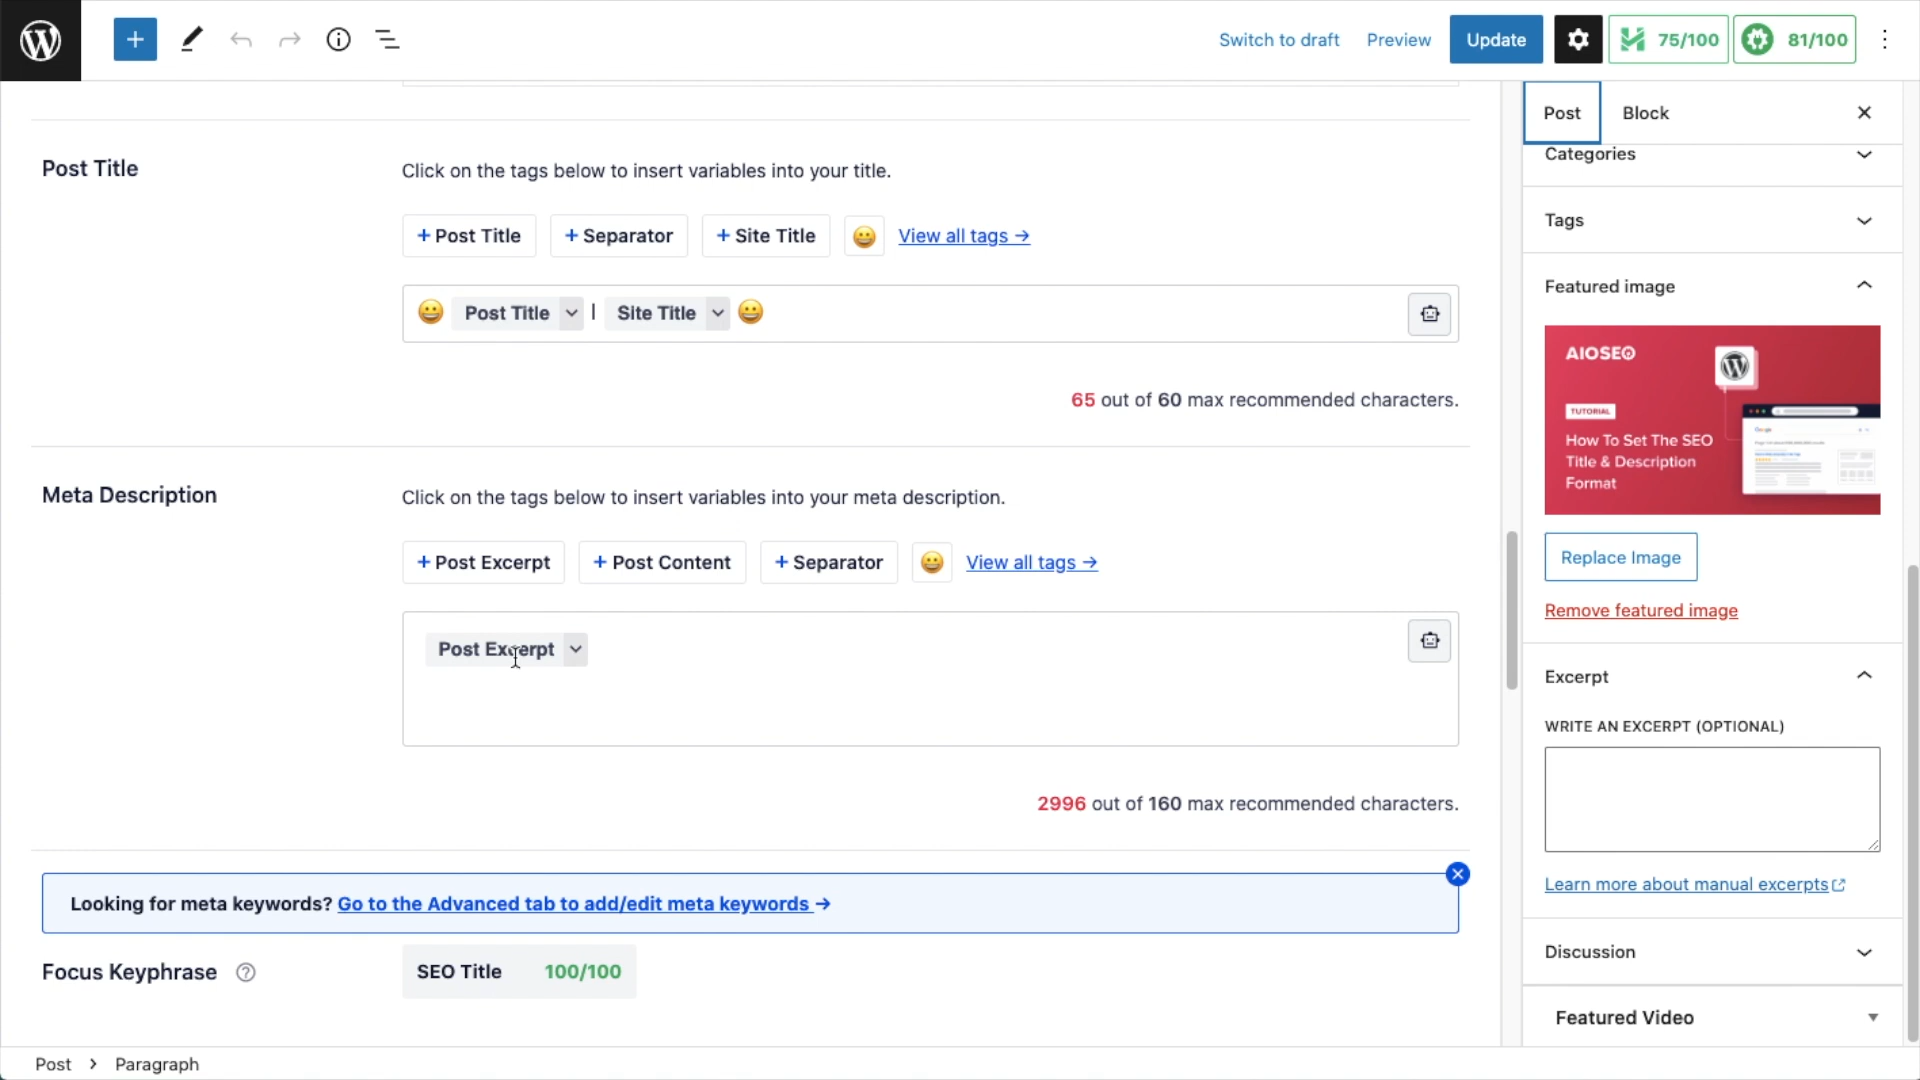 Switch to draft
Preview
Update
75/100
81/100
Post
Block
Categories
Tags
Featured image
AIOSEO
TUTORIAL
How To Set The SEO
Title & Description
Format
Replace Image
Remove featured image
Excerpt
WRITE AN EXCERPT (OPTIONAL)
Learn more about manual excerpts
Discussion
Featured Video
Post Title
Click on the tags below to insert variables into your title.
+ Post Title
+ Separator
+ Site Title
😀
View all tags →
😀 Post Title | Site Title 😀
65 out of 60 max recommended characters.
Meta Description
Click on the tags below to insert variables into your meta description.
+ Post Excerpt
+ Post Content
+ Separator
😀
View all tags →
Post Excerpt
2996 out of 160 max recommended characters.
Looking for meta keywords? Go to the Advanced tab to add/edit meta keywords →
Focus Keyphrase
SEO Title 100/100
Post > Paragraph